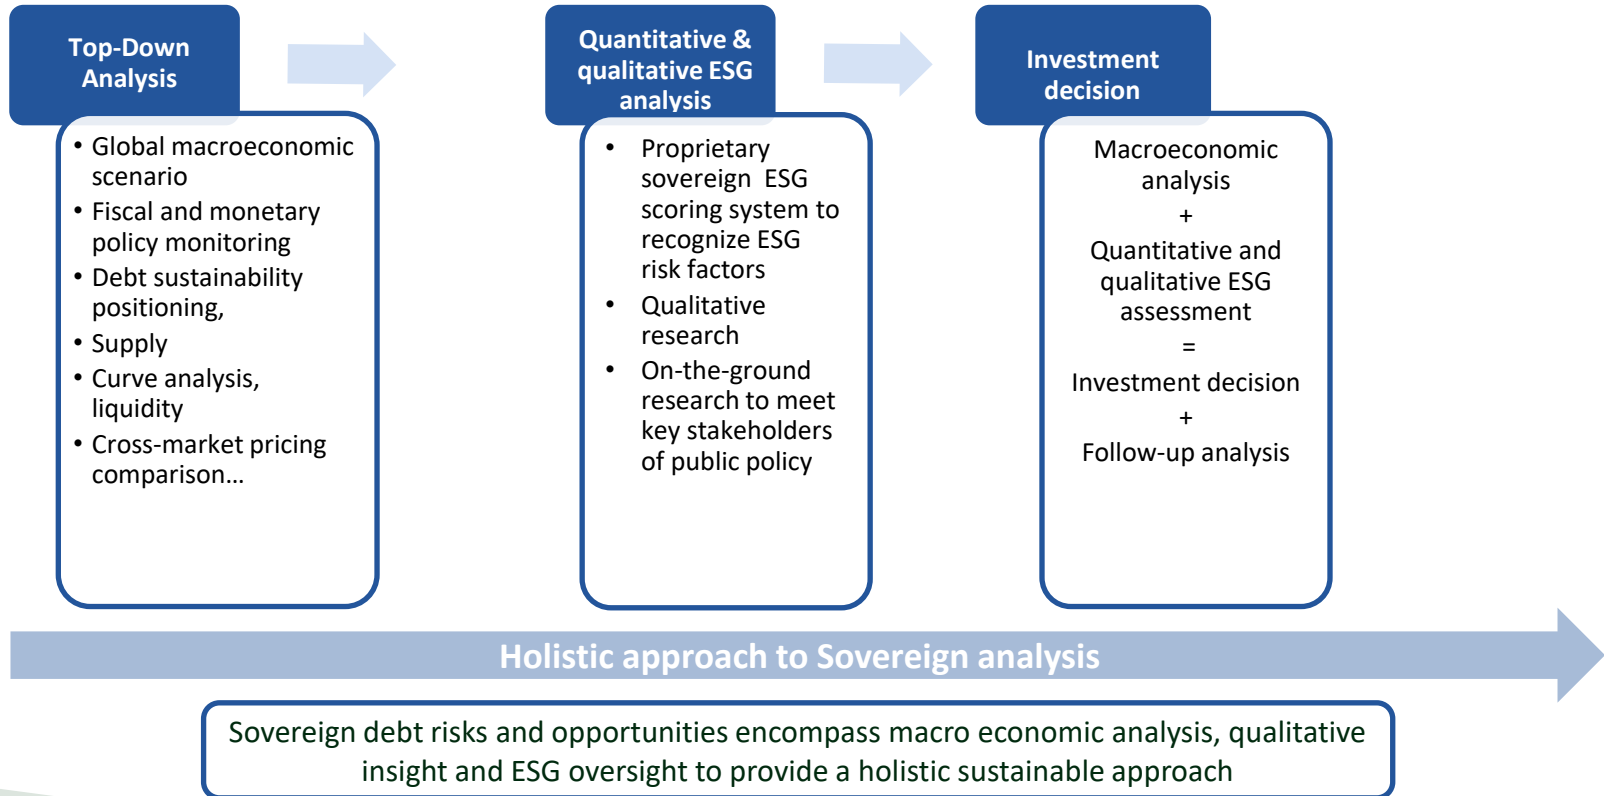 Top-Down
Analysis
• Global macroeconomic
scenario
• Fiscal and monetary
policy monitoring
• Debt sustainability
positioning,
• Supply
• Curve analysis,
liquidity
• Cross-market pricing
comparison…
Quantitative &
qualitative ESG
analysis
• Proprietary
sovereign ESG
scoring system to
recognize ESG
risk factors
• Qualitative
research
• On-the-ground
research to meet
key stakeholders
of public policy
Investment
decision
Macroeconomic
analysis
+
Quantitative and
qualitative ESG
assessment
=
Investment decision
+
Follow-up analysis
Holistic approach to Sovereign analysis
Sovereign debt risks and opportunities encompass macro economic analysis, qualitative
insight and ESG oversight to provide a holistic sustainable approach